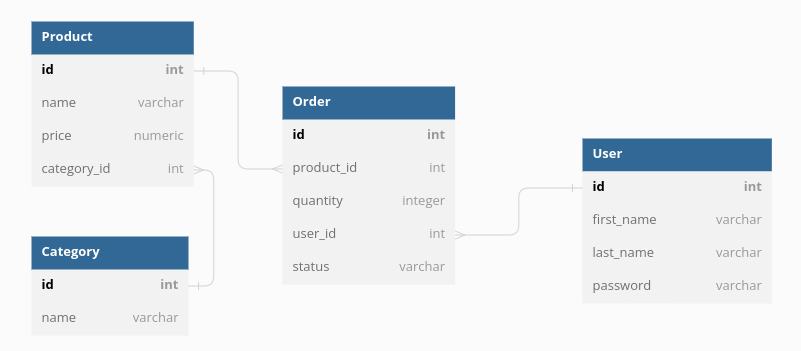 Product
id int
name varchar
price numeric
category_id int
Category
id int
name varchar
Order
id int
product_id int
quantity integer
user_id int
status varchar
User
id int
first_name varchar
last_name varchar
password varchar